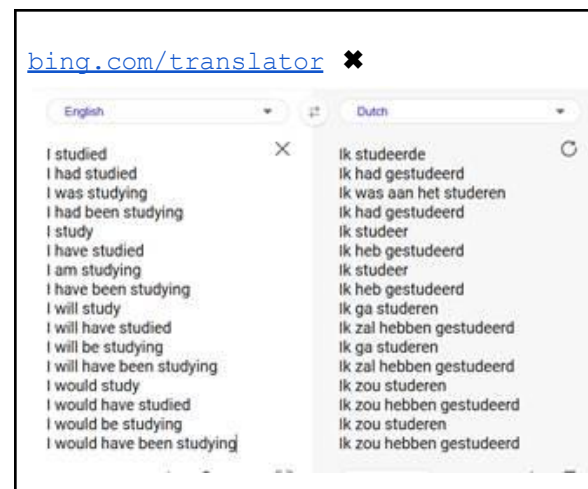 bing.com/translator ✖
English
Dutch
I studied
I had studied
I was studying
I had been studying
I study
I have studied
I am studying
I have been studying
I will study
I will have studied
I will be studying
I will have been studying
I would study
I would have studied
I would be studying
I would have been studying
Ik studeerde
Ik had gestudeerd
Ik was aan het studeren
Ik had gestudeerd
Ik studeer
Ik heb gestudeerd
Ik studeer
Ik heb gestudeerd
Ik ga studeren
Ik zal hebben gestudeerd
Ik ga studeren
Ik zal hebben gestudeerd
Ik zou studeren
Ik zou hebben gestudeerd
Ik zou studeren
Ik zou hebben gestudeerd